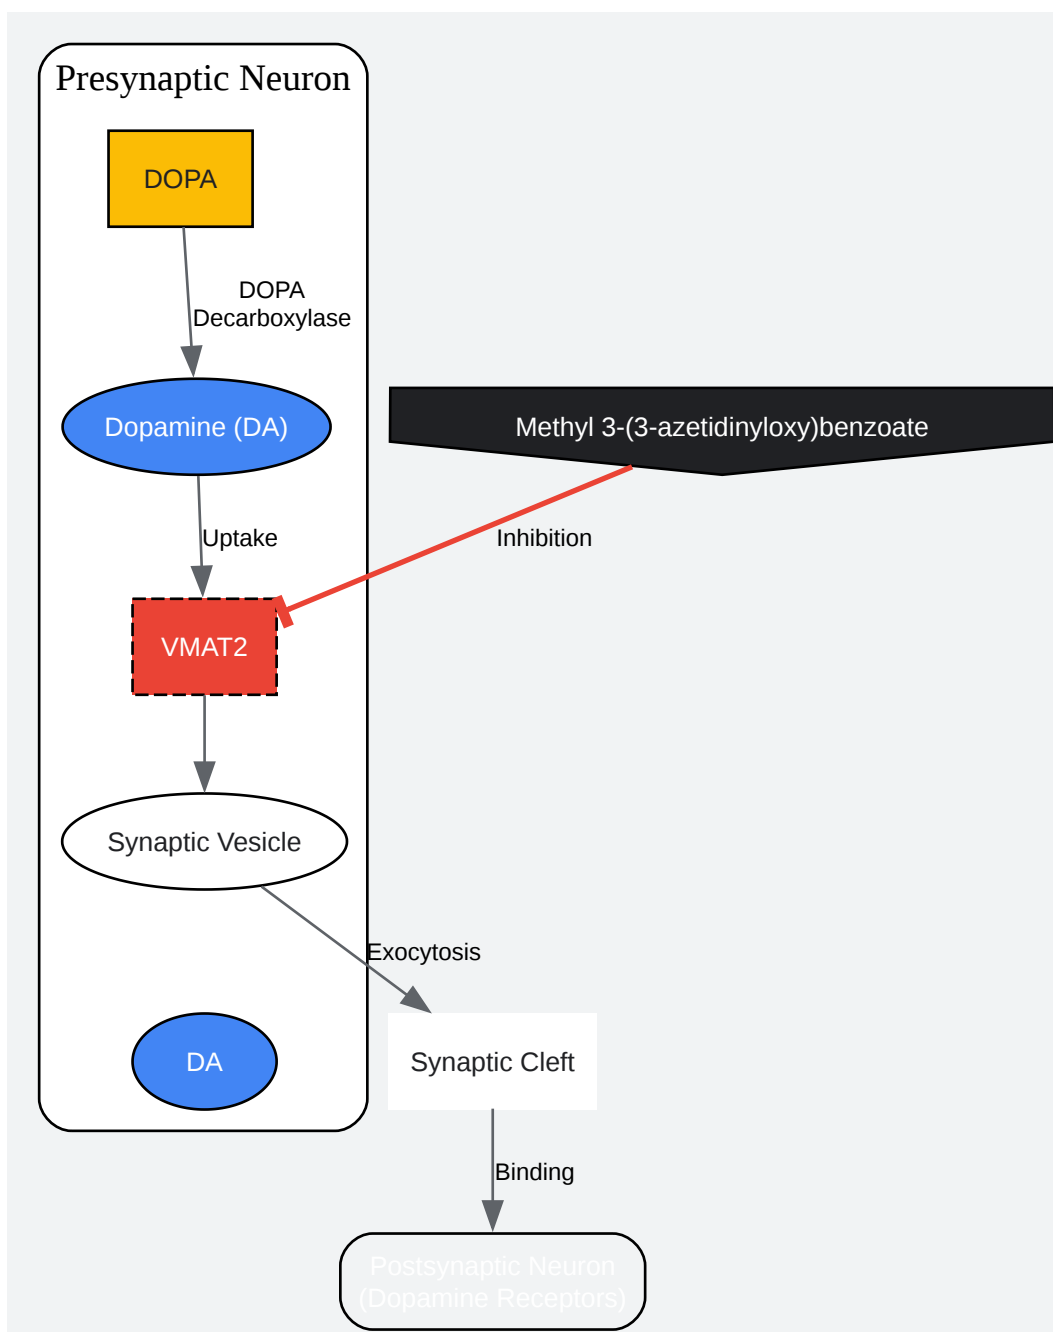 Presynaptic Neuron
DOPA
DOPA
Decarboxylase
Dopamine (DA)
Methyl 3-(3-azetidinyloxy)benzoate
Uptake
Inhibition
VMAT2
Synaptic Vesicle
Exocytosis
DA
Synaptic Cleft
Binding
Postsynaptic Neuron
(Dopamine Receptors)